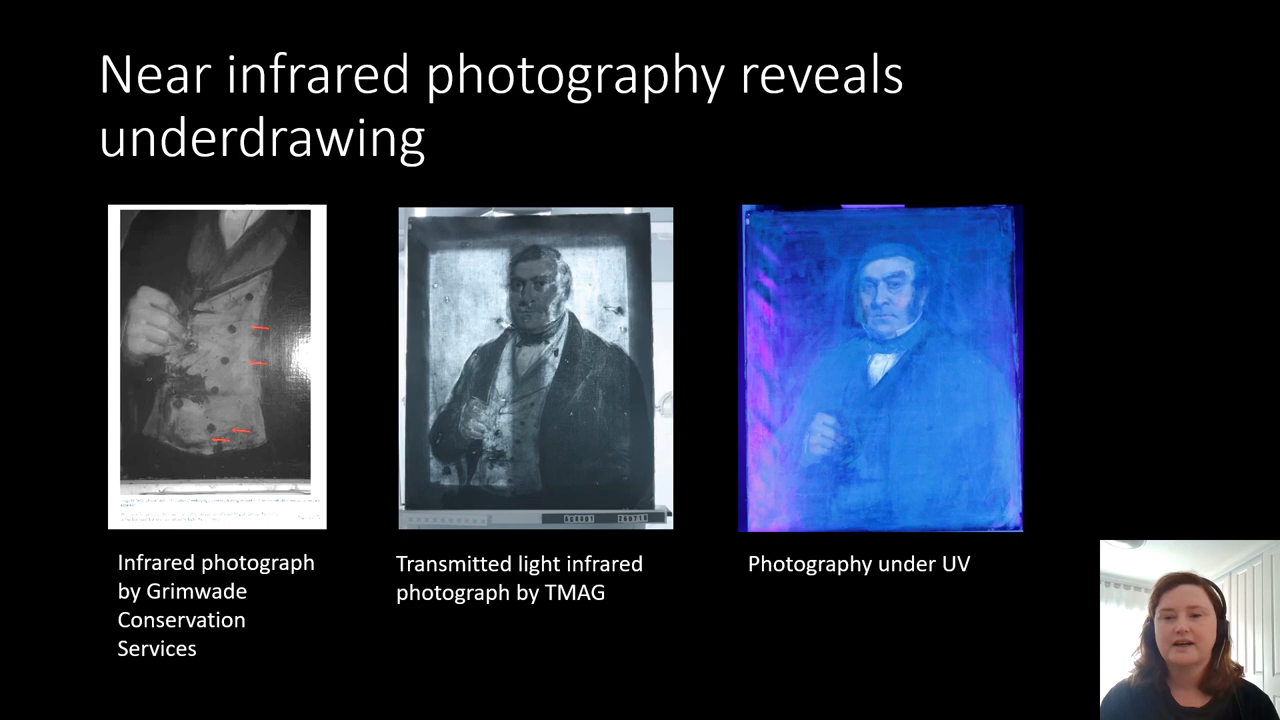 Near infrared photography reveals
underdrawing
Infrared photograph
by Grimwade
Conservation
Services
Transmitted light infrared
photograph by TMAG
Photography under UV